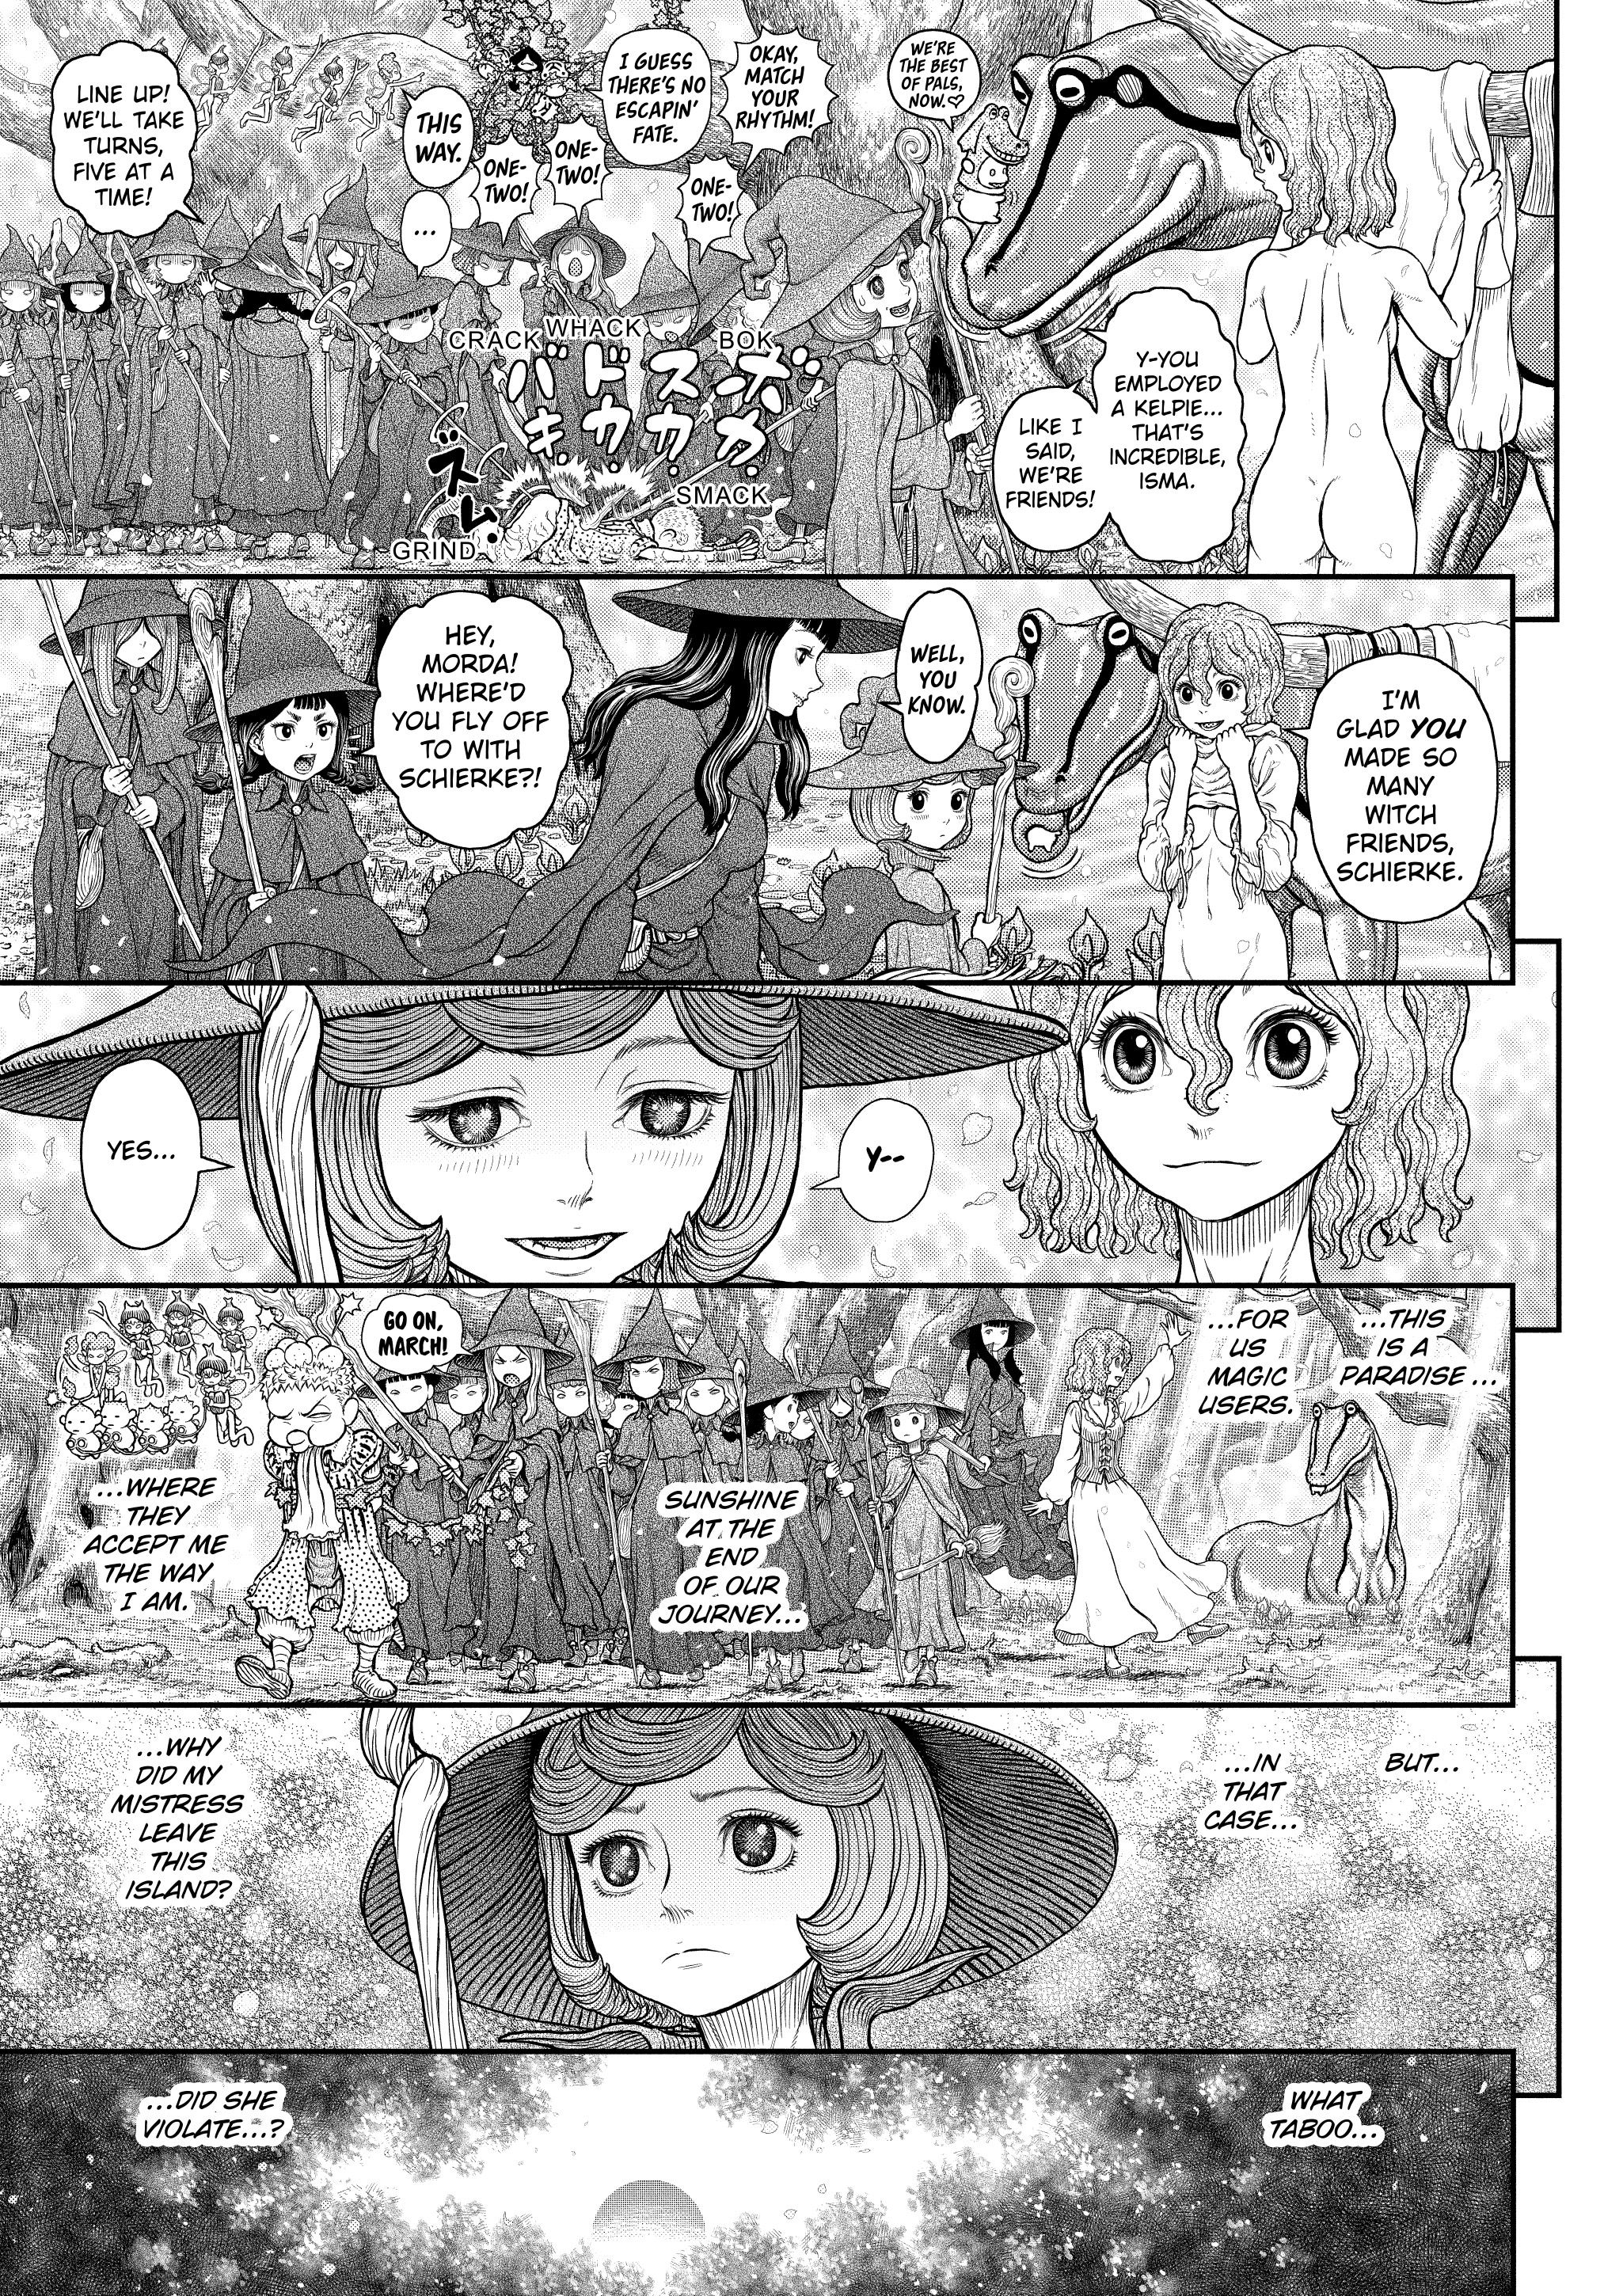 WE'RE
THE BEST
OF PALS,
NOW.♡
Y-YOU
EMPLOYED
A KELPIE...
THAT'S
INCREDIBLE,
ISMA.
LIKE I
SAID,
WE'RE
FRIENDS!
OKAY,
MATCH
YOUR
RHYTHM!
I GUESS
THERE'S NO
ESCAPIN'
FATE.
ONE-
TWO!
ONE-
TWO!
ONE-
TWO!
THIS
WAY.
...
LINE UP!
WE'LL TAKE
TURNS,
FIVE AT A
TIME!
BOK
ボカ
SMACK
スカ
WHACK
ドカ
CRACK
バキ
GRIND
ズム
I'M
GLAD YOU
MADE SO
MANY
WITCH
FRIENDS,
SCHIERKE.
WELL,
YOU
KNOW.
HEY,
MORDA!
WHERE'D
YOU FLY OFF
TO WITH
SCHIERKE?!
Y--
YES...
...THIS
IS A
PARADISE...
...FOR
US
MAGIC
USERS.
SUNSHINE
AT THE
END
OF OUR
JOURNEY...
GO ON,
MARCH!
...WHERE
THEY
ACCEPT ME
THE WAY
I AM.
BUT...
...IN
THAT
CASE...
...WHY
DID MY
MISTRESS
LEAVE
THIS
ISLAND?
WHAT
TABOO...
...DID SHE
VIOLATE...?